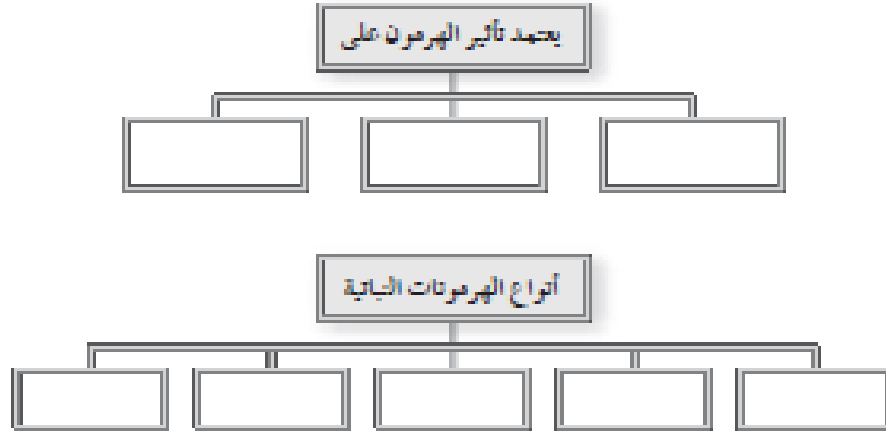 يعتمد تأثير الهرمون على
أنواع الهرمونات النباتية